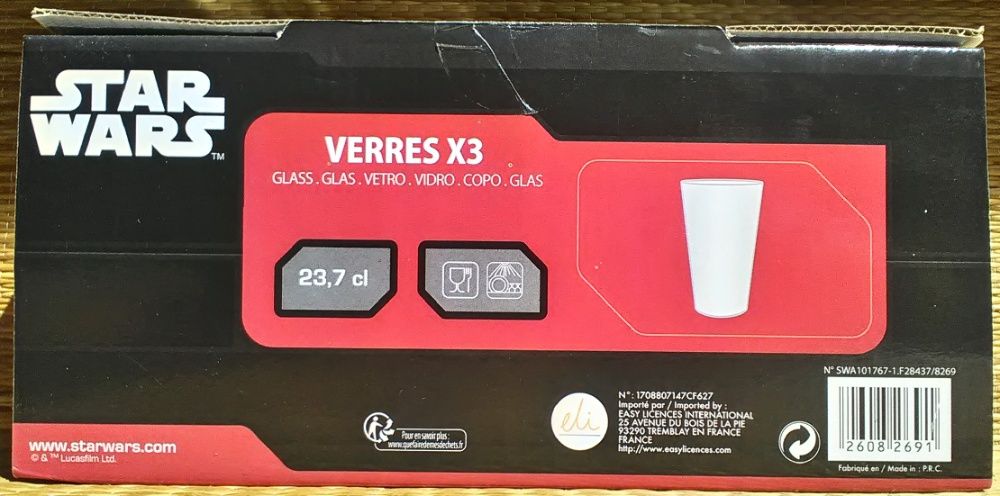 STAR
WARS
TM
VERRES X3
GLASS . GLAS . VETRO . VIDRO . COPO . GLAS
23,7 cl
N° SWA101767-1.F28437/8269
www.starwars.com
© & ™ Lucasfilm Ltd.
Pour en savoir plus :
www.quefairedemesdechets.fr
eli
N° : 1708807147CF627
Importé par / Imported by :
EASY LICENCES INTERNATIONAL
25 AVENUE DU BOIS DE LA PIE
93290 TREMBLAY EN FRANCE
FRANCE
http://www.easylicences.com
2608 2691
Fabriqué en / Made in : P.R.C.